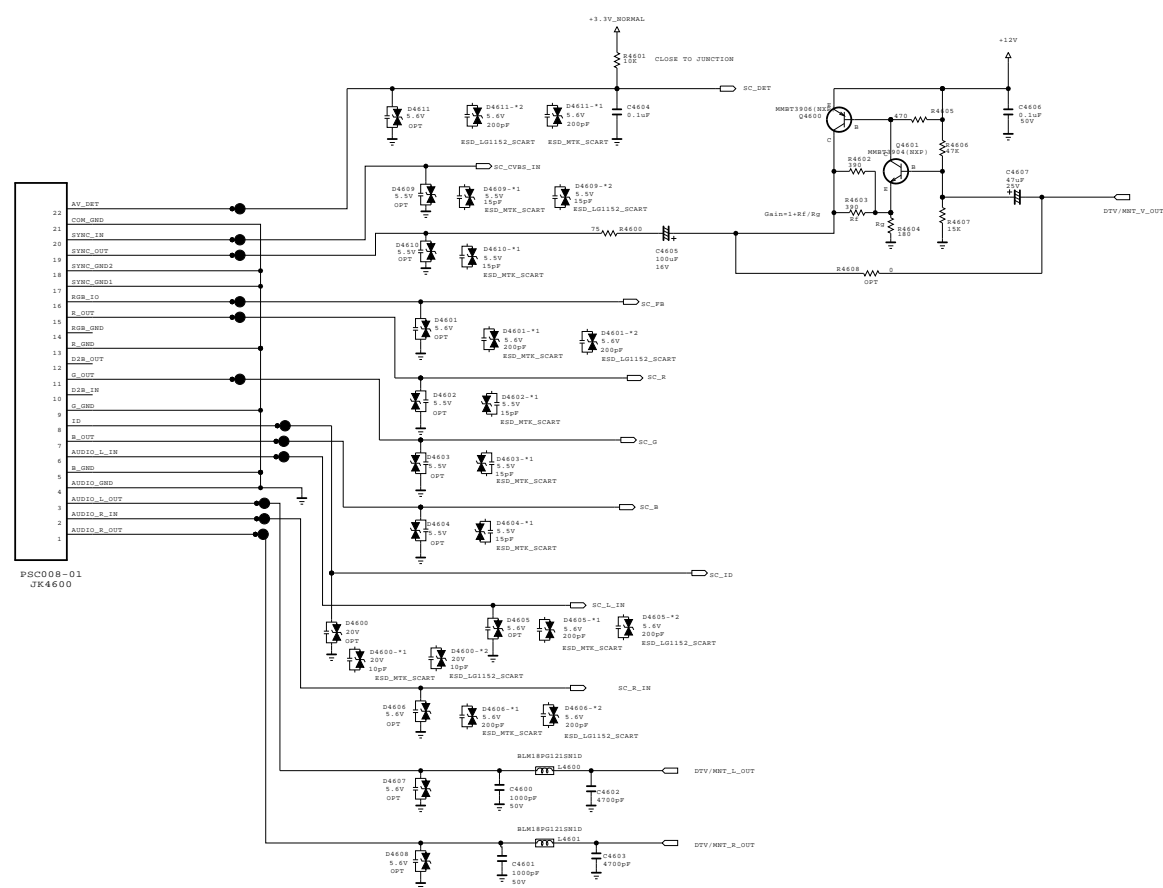 +3.3V_NORMAL
R4601
10K
CLOSE TO JUNCTION
+12V
SC_DET
D4611
5.6V
OPT
D4611-*2
5.6V
200pF
ESD_LG1152_SCART
D4611-*1
5.6V
200pF
ESD_MTK_SCART
C4604
0.1uF
MMBT3906(NXP)
Q4600
E
B
C
470
R4605
C4606
0.1uF
50V
Q4601
MMBT3904(NXP)
C
B
E
R4606
47K
R4602
390
R4603
390
Rf
Gain=1+Rf/Rg
Rg
R4604
180
R4607
15K
C4607
47uF
25V
DTV/MNT_V_OUT
SC_CVBS_IN
D4609
5.5V
OPT
D4609-*1
5.5V
15pF
ESD_MTK_SCART
D4609-*2
5.5V
15pF
ESD_LG1152_SCART
D4610
5.5V
OPT
D4610-*1
5.5V
15pF
ESD_MTK_SCART
75
R4600
C4605
100uF
16V
R4608
0
OPT
22
AV_DET
21
COM_GND
20
SYNC_IN
19
SYNC_OUT
18
SYNC_GND2
17
SYNC_GND1
16
RGB_IO
15
R_OUT
14
RGB_GND
13
R_GND
12
D2B_OUT
11
G_OUT
10
D2B_IN
9
G_GND
8
ID
7
B_OUT
6
AUDIO_L_IN
5
B_GND
4
AUDIO_GND
3
AUDIO_L_OUT
2
AUDIO_R_IN
1
AUDIO_R_OUT
PSC008-01
JK4600
SC_FB
D4601
5.6V
OPT
D4601-*1
5.6V
200pF
ESD_MTK_SCART
D4601-*2
5.6V
200pF
ESD_LG1152_SCART
SC_R
D4602
5.5V
OPT
D4602-*1
5.5V
15pF
ESD_MTK_SCART
SC_G
D4603
5.5V
OPT
D4603-*1
5.5V
15pF
ESD_MTK_SCART
SC_B
D4604
5.5V
OPT
D4604-*1
5.5V
15pF
ESD_MTK_SCART
SC_ID
D4600
20V
OPT
D4600-*1
20V
10pF
ESD_MTK_SCART
D4600-*2
20V
10pF
ESD_LG1152_SCART
SC_L_IN
D4605
5.6V
OPT
D4605-*1
5.6V
200pF
ESD_MTK_SCART
D4605-*2
5.6V
200pF
ESD_LG1152_SCART
SC_R_IN
D4606
5.6V
OPT
D4606-*1
5.6V
200pF
ESD_MTK_SCART
D4606-*2
5.6V
200pF
ESD_LG1152_SCART
BLM18PG121SN1D
L4600
DTV/MNT_L_OUT
D4607
5.6V
OPT
C4600
1000pF
50V
C4602
4700pF
BLM18PG121SN1D
L4601
DTV/MNT_R_OUT
D4608
5.6V
OPT
C4601
1000pF
50V
C4603
4700pF